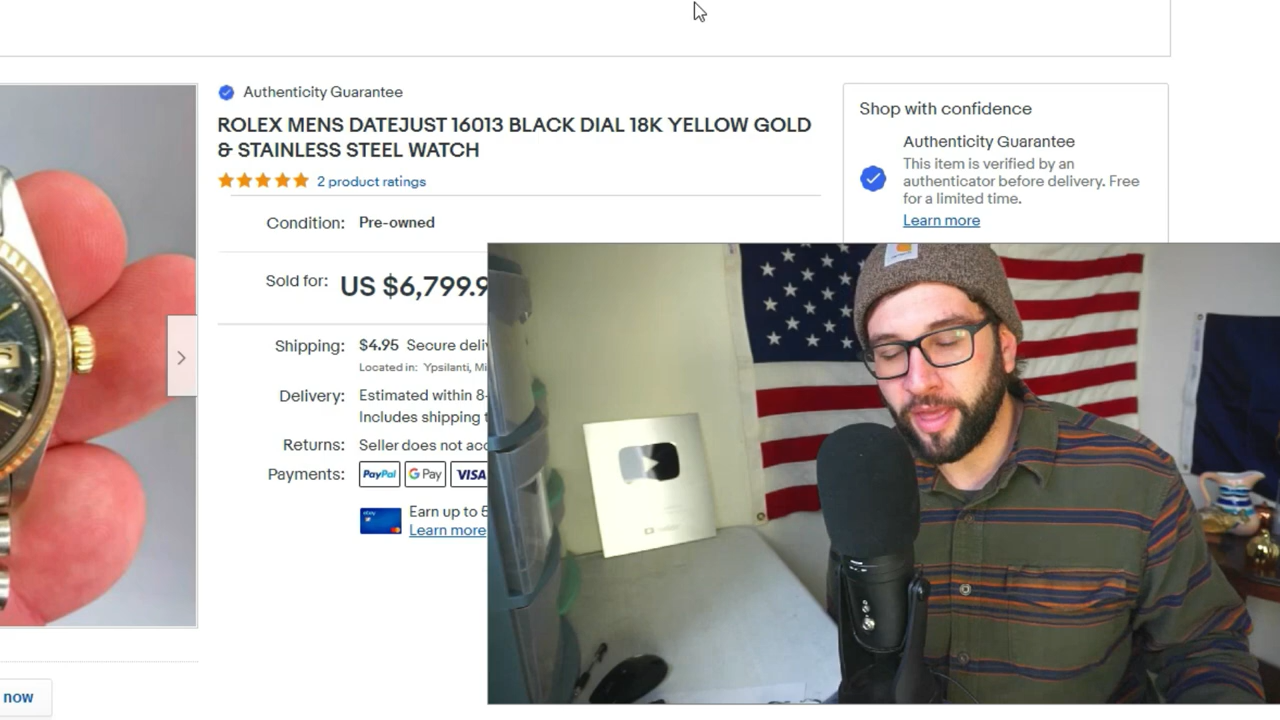 Authenticity Guarantee
ROLEX MENS DATEJUST 16013 BLACK DIAL 18K YELLOW GOLD
& STAINLESS STEEL WATCH
2 product ratings
Condition: Pre-owned
Sold for: US $6,799.9
Shipping: $4.95 Secure deli
Located in: Ypsilanti, Mi
Delivery: Estimated within 8-
Includes shipping t
Returns: Seller does not acc
Payments: PayPal G Pay VISA
Earn up to 5
Learn more
now
Shop with confidence
Authenticity Guarantee
This item is verified by an
authenticator before delivery. Free
for a limited time.
Learn more